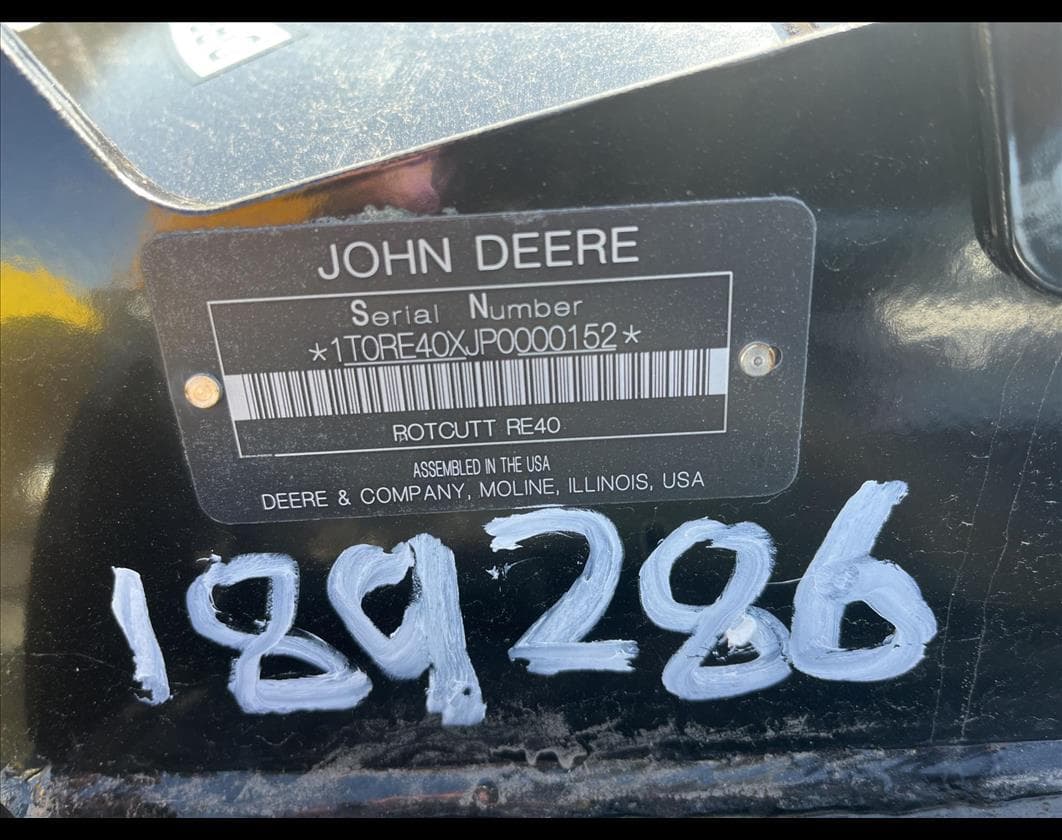 JOHN DEERE
Serial Number
*1T0RE40XJP0000152*
ROTCUTT RE40
ASSEMBLED IN THE USA
DEERE & COMPANY, MOLINE, ILLINOIS, USA
189286